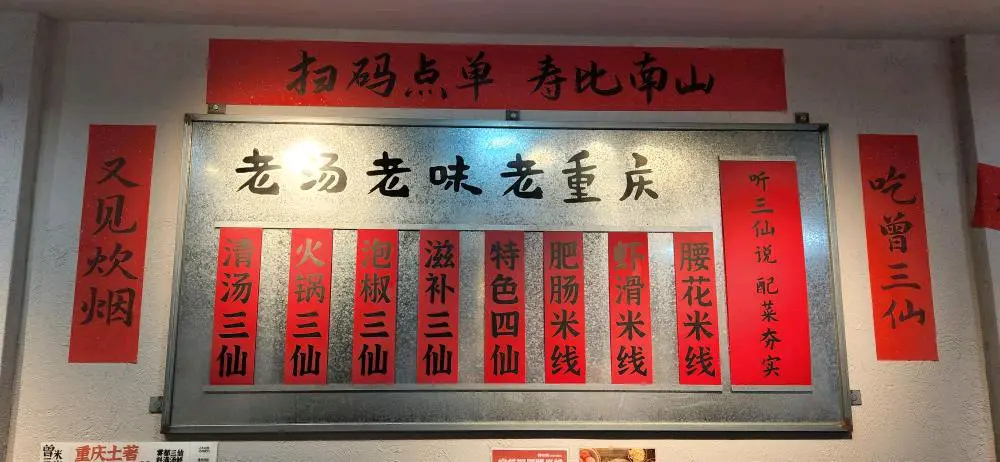 扫码点单 寿比南山
又见炊烟
老汤老味老重庆
清汤三仙
火锅三仙
泡椒三仙
滋补三仙
特色四仙
肥肠米线
虾滑米线
腰花米线
听三仙说 配菜夯实
吃曾三仙
重庆土著